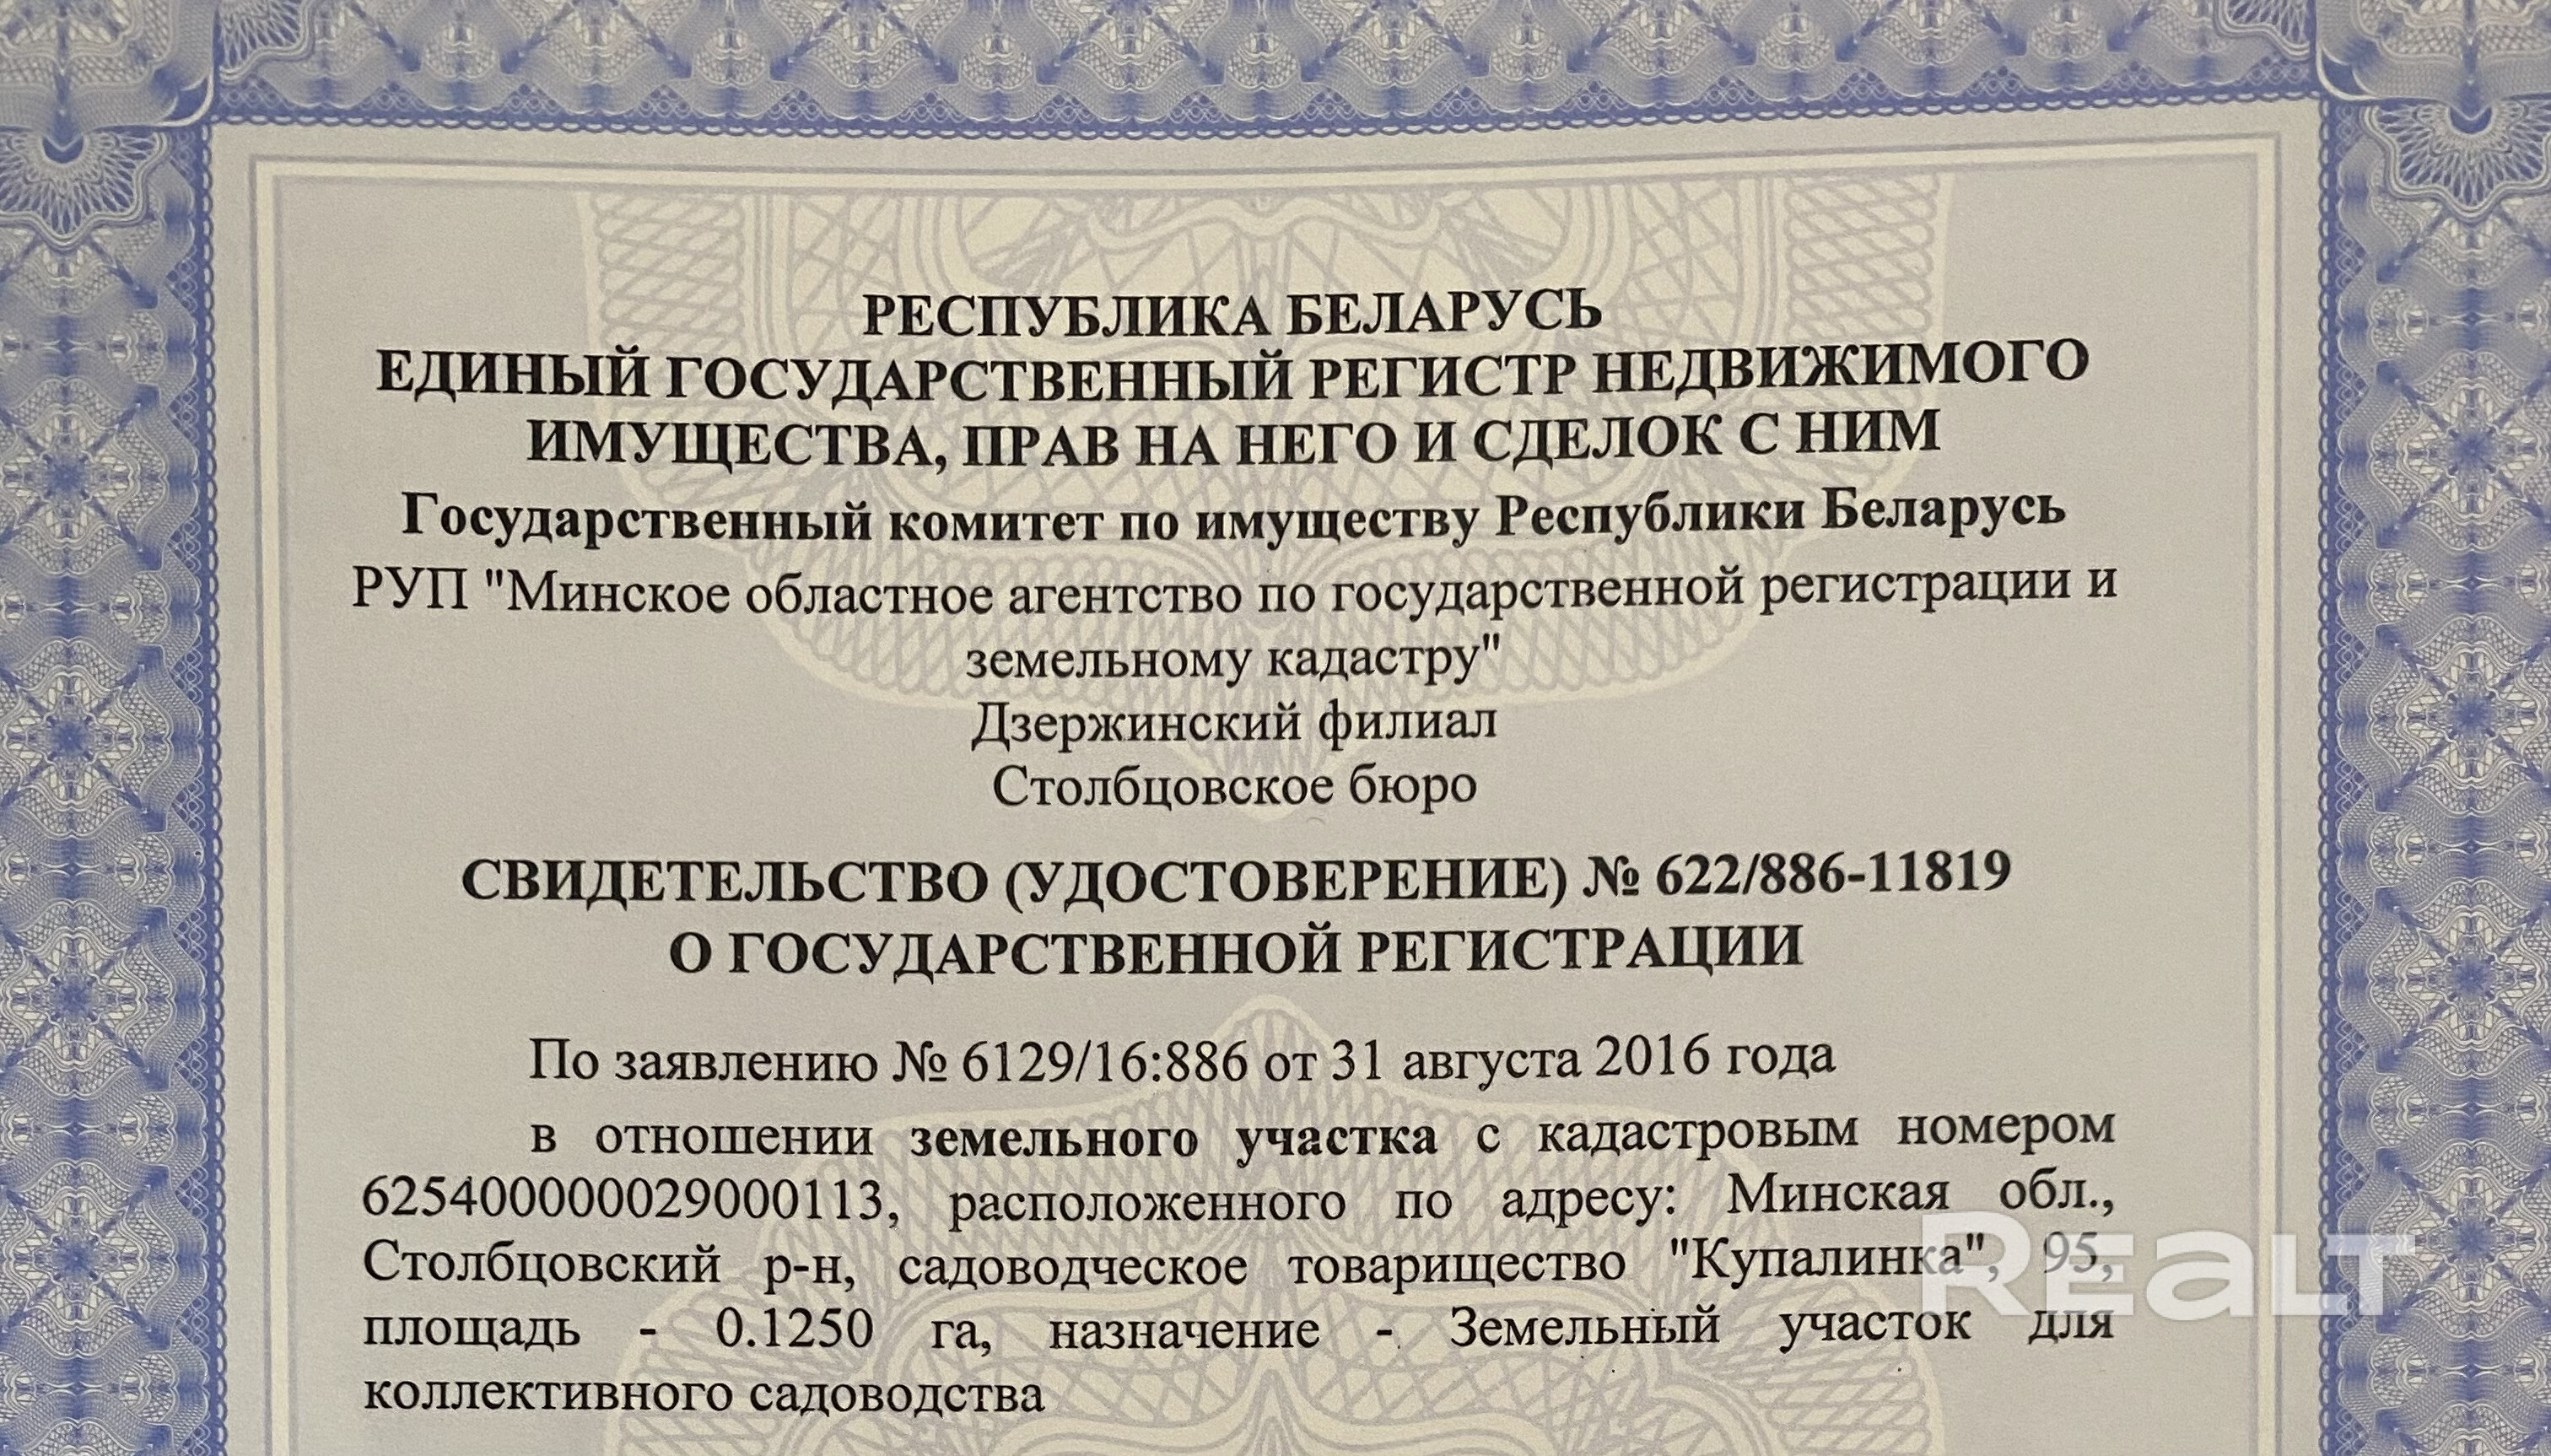 РЕСПУБЛИКА БЕЛАРУСЬ
ЕДИНЫЙ ГОСУДАРСТВЕННЫЙ РЕГИСТР НЕДВИЖИМОГО
ИМУЩЕСТВА, ПРАВ НА НЕГО И СДЕЛОК С НИМ
Государственный комитет по имуществу Республики Беларусь
РУП "Минское областное агентство по государственной регистрации и
земельному кадастру"
Дзержинский филиал
Столбцовское бюро
СВИДЕТЕЛЬСТВО (УДОСТОВЕРЕНИЕ) № 622/886-11819
О ГОСУДАРСТВЕННОЙ РЕГИСТРАЦИИ
По заявлению № 6129/16:886 от 31 августа 2016 года
в отношении земельного участка с кадастровым номером
625400000029000113, расположенного по адресу: Минская обл.,
Столбцовский р-н, садоводческое товарищество "Купалинка", 95,
площадь - 0.1250 га, назначение - Земельный участок для
коллективного садоводства
REALT